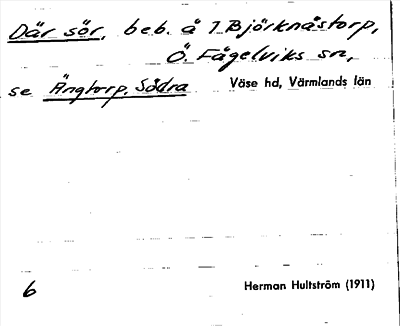 Där sör, beb. å 1 Björknästorp,
Ö. Fågelviks sn,
se Ängtorp, Södra Väse hd, Värmlands län
6 Herman Hultström (1911)